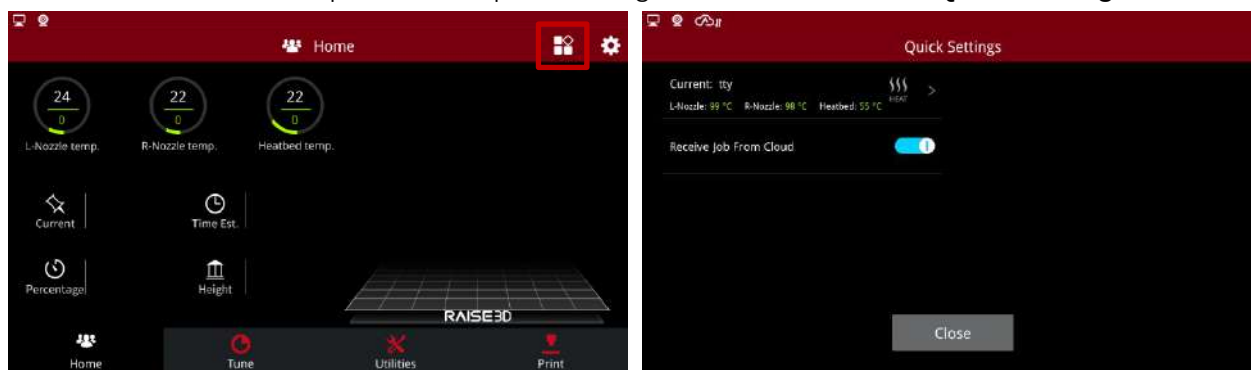 Home
24
0
22
0
22
0
L-Nozzle temp.
R-Nozzle temp.
Heatbed temp.
Current
Time Est.
Percentage
Height
RAISE3D
Home
Tune
Utilities
Print
Quick Settings
Current: tty
L-Nozzle: 99 °C R-Nozzle: 98 °C Heatbed: 55 °C
HEAT
Receive Job From Cloud
Close